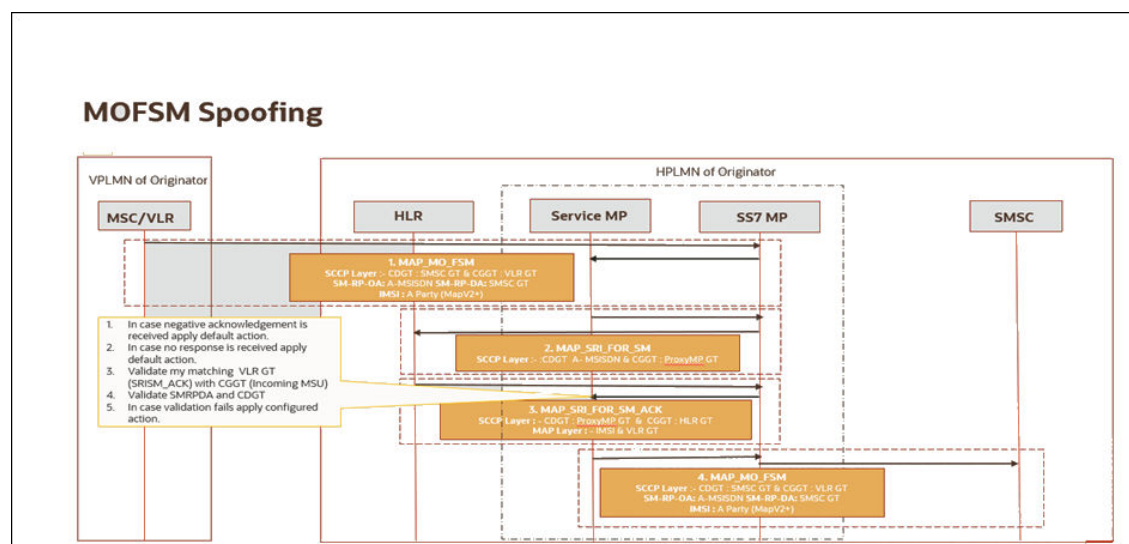 MOFSM Spoofing
VPLMN of Originator
HPLMN of Originator
MSC/VLR
HLR
Service MP
SS7 MP
SMSC
1. MAP_MO_FSM
SCCP Layer :- CDGT : SMSC GT & CGGT : VLR GT
SM-RP-OA: A-MSISDN SM-RP-DA: SMSC GT
IMSI : A Party (MapV2+)
1. In case negative acknowledgement is
received apply default action.
2. In case no response is received apply
default action.
3. Validate my matching VLR GT
(SRISM_ACK) with CGGT (Incoming MSU)
4. Validate SMRPDA and CDGT
5. In case validation fails apply configured
action.
2. MAP_SRI_FOR_SM
SCCP Layer :- :CDGT A- MSISDN & CGGT : ProxyMP GT
3. MAP_SRI_FOR_SM_ACK
SCCP Layer : - CDGT : ProxyMP GT & CGGT : HLR GT
MAP Layer : - IMSI & VLR GT
4. MAP_MO_FSM
SCCP Layer :- CDGT : SMSC GT & CGGT : VLR GT
SM-RP-OA: A-MSISDN SM-RP-DA: SMSC GT
IMSI : A Party (MapV2+)